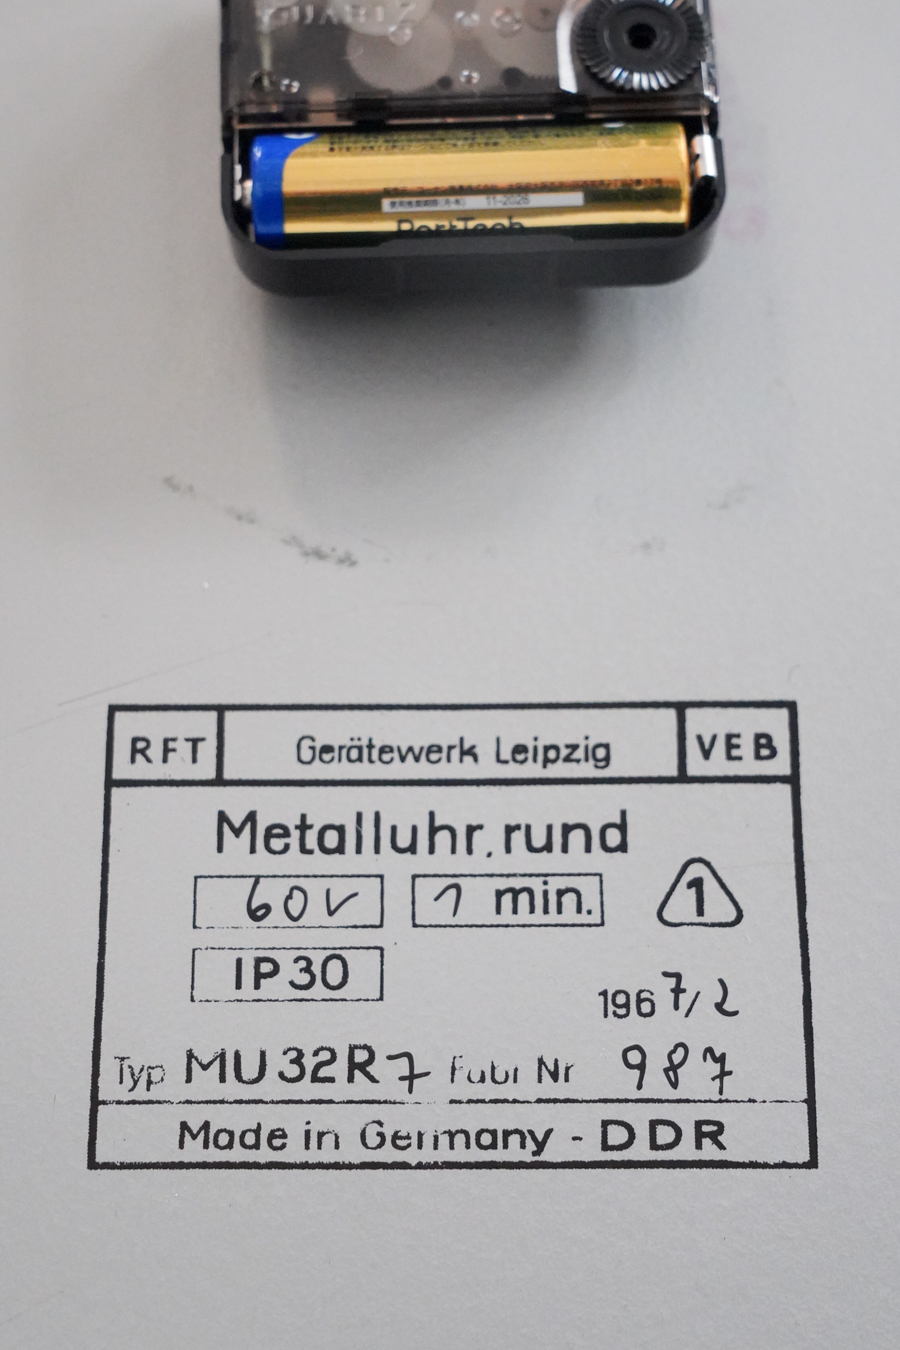 QUARTZ
11-2026
RFT Gerätewerk Leipzig VEB
Metalluhr, rund
60V 1 min. 1
IP30
1967/2
Typ MU32R7 Fabr Nr 987
Made in Germany - DDR